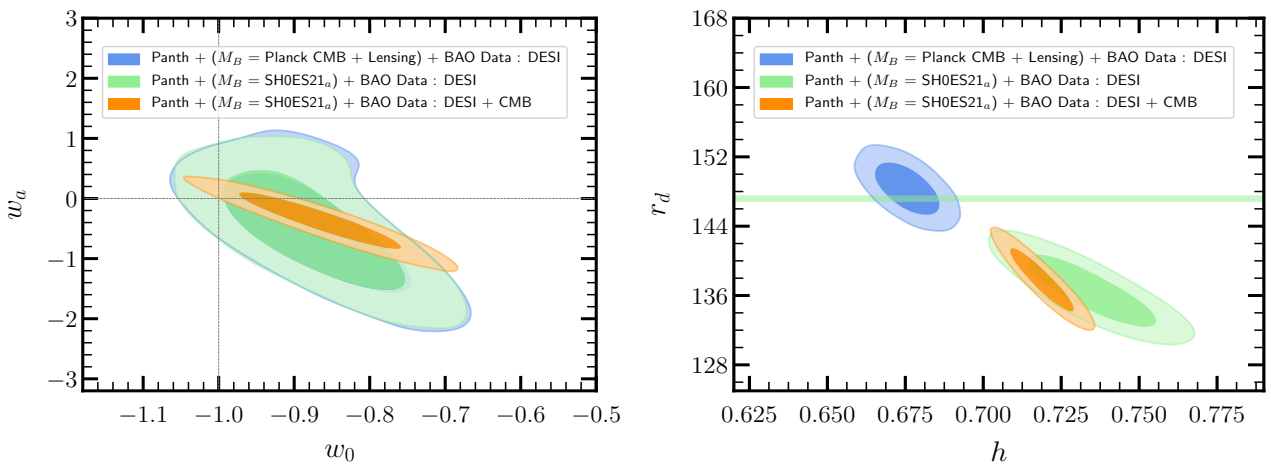 3
2
1
0
−1
−2
−3
w_a
Panth + (M_B = Planck CMB + Lensing) + BAO Data : DESI
Panth + (M_B = SH0ES21_a) + BAO Data : DESI
Panth + (M_B = SH0ES21_a) + BAO Data : DESI + CMB
−1.1 −1.0 −0.9 −0.8 −0.7 −0.6 −0.5
w_0
168
160
152
144
136
128
r_d
Panth + (M_B = Planck CMB + Lensing) + BAO Data : DESI
Panth + (M_B = SH0ES21_a) + BAO Data : DESI
Panth + (M_B = SH0ES21_a) + BAO Data : DESI + CMB
0.625 0.650 0.675 0.700 0.725 0.750 0.775
h